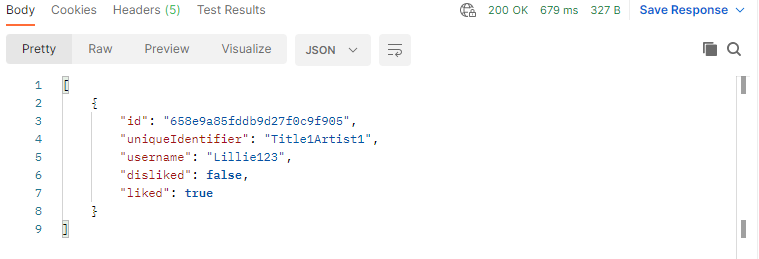 Body Cookies Headers (5) Test Results 200 OK 679 ms 327 B Save Response
Pretty Raw Preview Visualize JSON
1 [
2 {
3 "id": "658e9a85fddb9d27f0c9f905",
4 "uniqueIdentifier": "Title1Artist1",
5 "username": "Lillie123",
6 "disliked": false,
7 "liked": true
8 }
9 ]